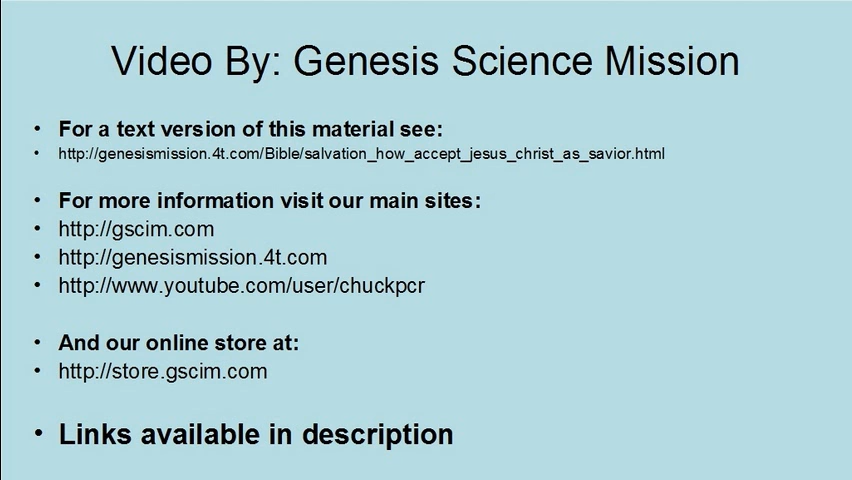 Video By: Genesis Science Mission
• For a text version of this material see:
• http://genesismission.4t.com/Bible/salvation_how_accept_jesus_christ_as_savior.html
• For more information visit our main sites:
• http://gscim.com
• http://genesismission.4t.com
• http://www.youtube.com/user/chuckpcr
• And our online store at:
• http://store.gscim.com
• Links available in description